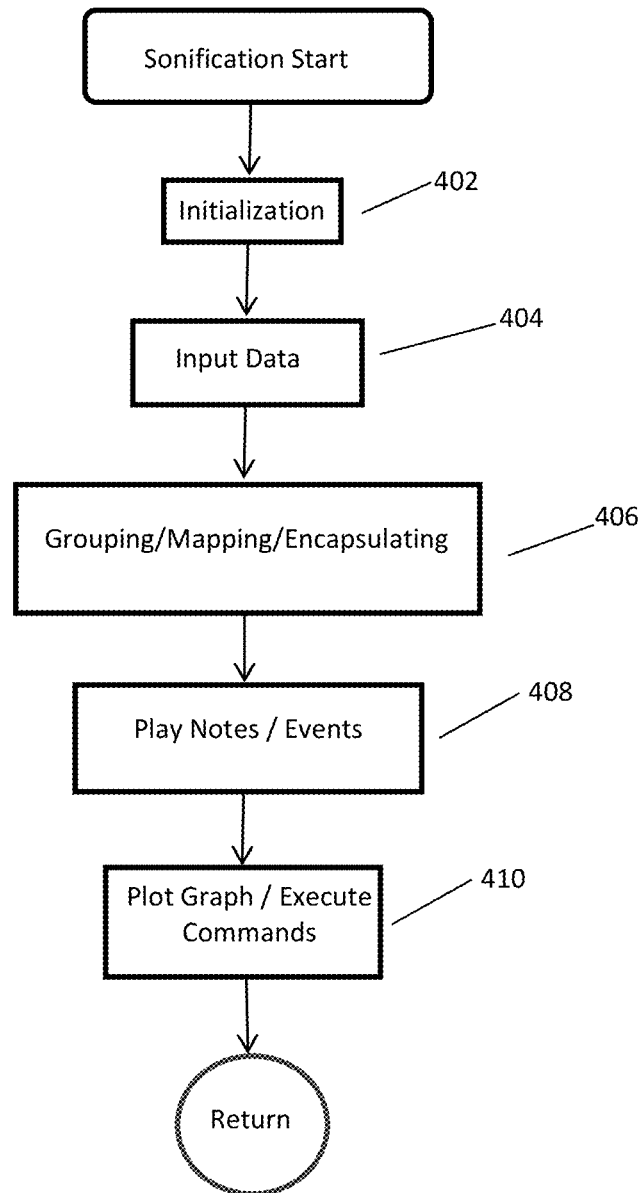 Sonification Start
Initialization
402
Input Data
404
Grouping/Mapping/Encapsulating
406
Play Notes / Events
408
Plot Graph / Execute
Commands
410
Return